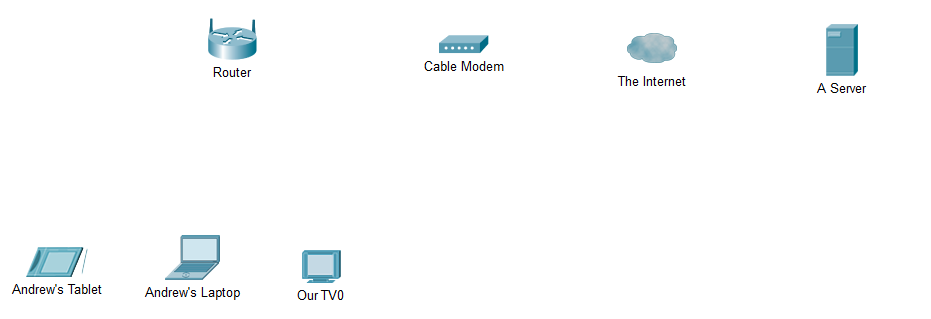 Router
Cable Modem
The Internet
A Server
Andrew's Tablet
Andrew's Laptop
Our TV0